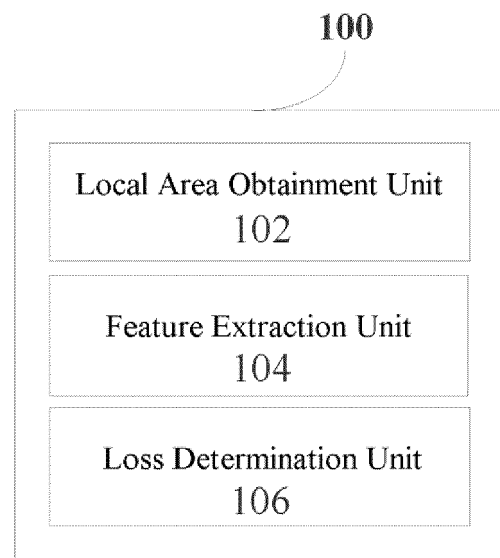 100
Local Area Obtainment Unit
102
Feature Extraction Unit
104
Loss Determination Unit
106